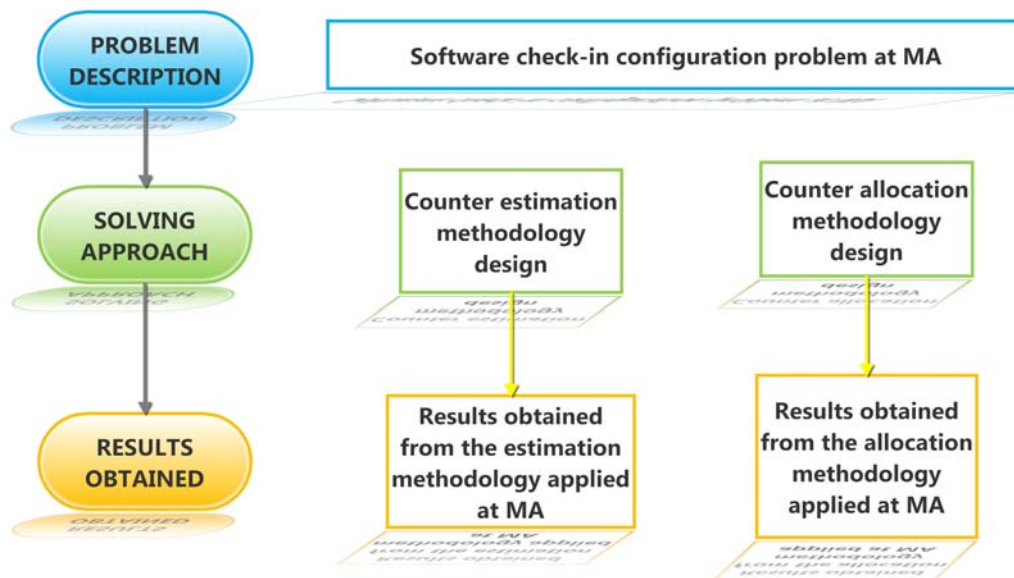 PROBLEM
DESCRIPTION
Software check-in configuration problem at MA
SOLVING
APPROACH
Counter estimation
methodology
design
Counter allocation
methodology
design
RESULTS
OBTAINED
Results obtained
from the estimation
methodology applied
at MA
Results obtained
from the allocation
methodology
applied at MA